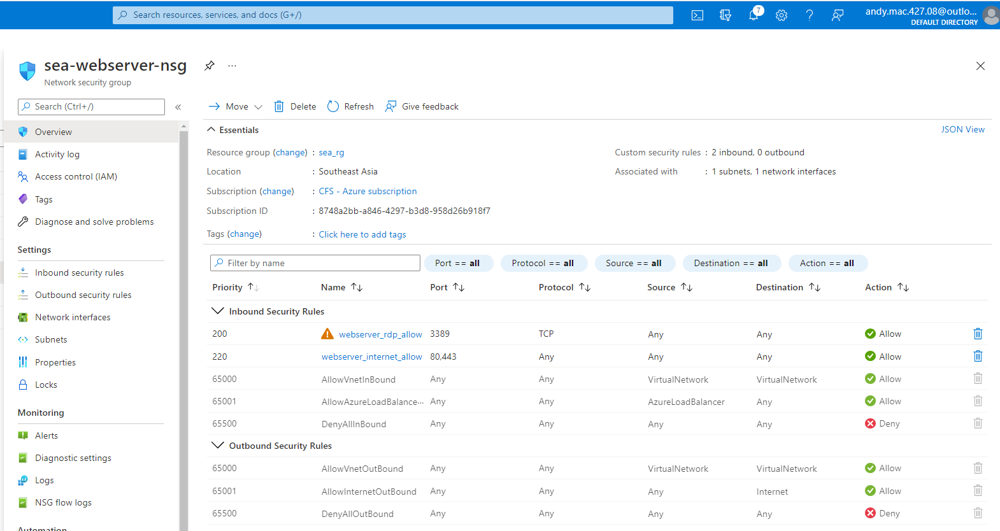 Search resources, services, and docs (G+/)
7
andy.mac.427.08@outlo...
DEFAULT DIRECTORY
sea-webserver-nsg
...
Network security group
Search (Ctrl+/)
«
Move
Delete
Refresh
Give feedback
Overview
Activity log
Access control (IAM)
Tags
Diagnose and solve problems
Settings
Inbound security rules
Outbound security rules
Network interfaces
Subnets
Properties
Locks
Monitoring
Alerts
Diagnostic settings
Logs
NSG flow logs
Automation
Essentials
JSON View
Resource group (change) : sea_rg
Custom security rules : 2 inbound, 0 outbound
Location : Southeast Asia
Associated with : 1 subnets, 1 network interfaces
Subscription (change) : CFS - Azure subscription
Subscription ID : 8748a2bb-a846-4297-b3d8-958d26b918f7
Tags (change) : Click here to add tags
Filter by name
Port == all
Protocol == all
Source == all
Destination == all
Action == all
Priority Name Port Protocol Source Destination Action
Inbound Security Rules
200 webserver_rdp_allow 3389 TCP Any Any Allow
220 webserver_internet_allow 80,443 Any Any Any Allow
65000 AllowVnetInBound Any Any VirtualNetwork VirtualNetwork Allow
65001 AllowAzureLoadBalance... Any Any AzureLoadBalancer Any Allow
65500 DenyAllInBound Any Any Any Any Deny
Outbound Security Rules
65000 AllowVnetOutBound Any Any VirtualNetwork VirtualNetwork Allow
65001 AllowInternetOutBound Any Any Any Internet Allow
65500 DenyAllOutBound Any Any Any Any Deny